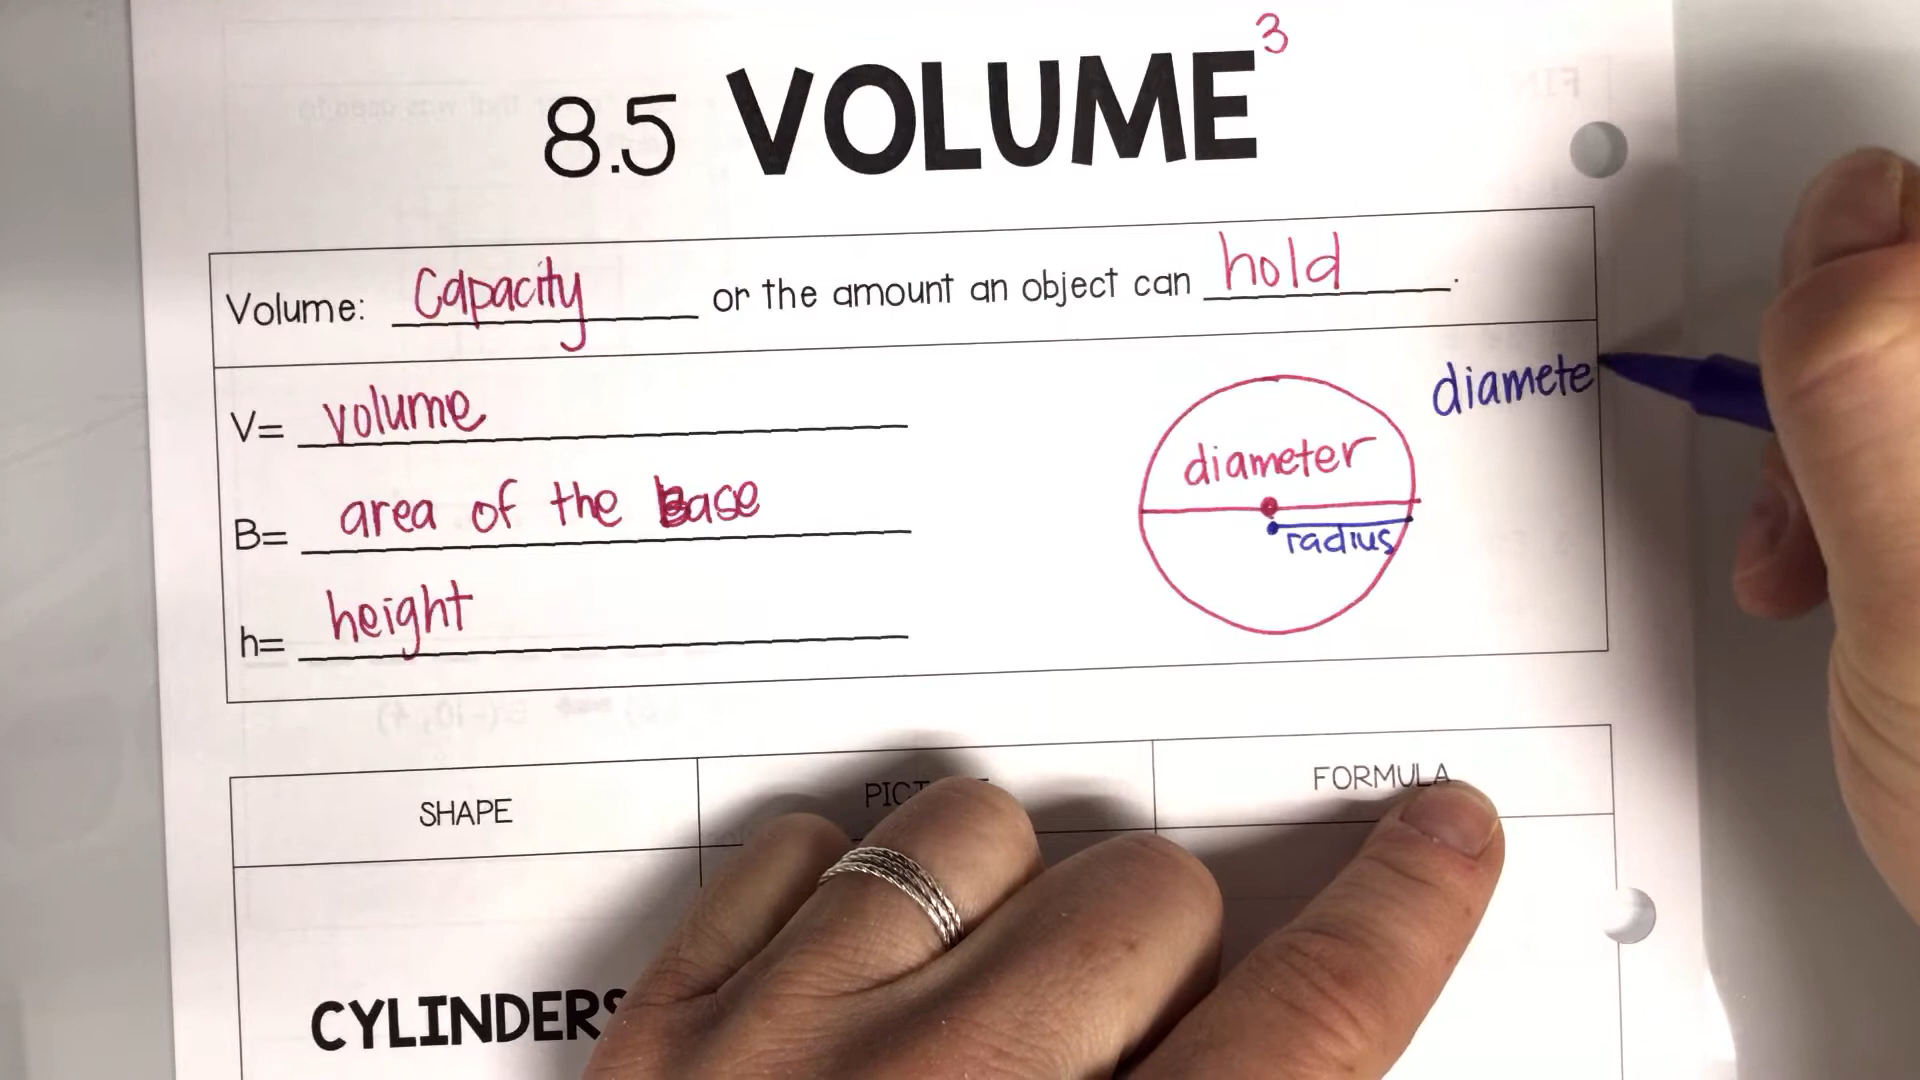 3
8.5 VOLUME
Volume: Capacity or the amount an object can hold.
V= volume
B= area of the base
h= height
diameter
radius
diamete
SHAPE
FORMULA
CYLINDERS